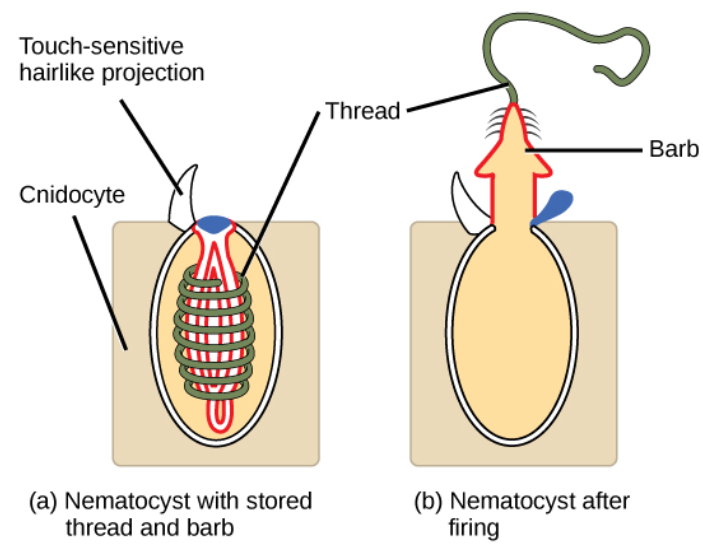 Touch-sensitive
hairlike projection
Thread
Barb
Cnidocyte
(a) Nematocyst with stored
thread and barb
(b) Nematocyst after
firing